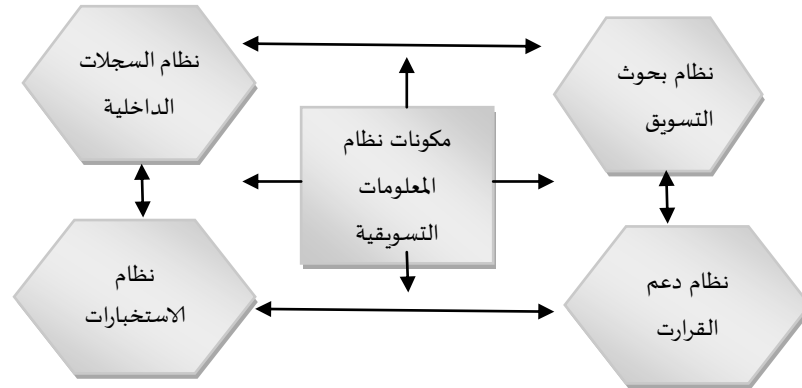 نظام بحوث
التسويق
نظام السجلات
الداخلية
مكونات نظام
المعلومات
التسويقية
نظام دعم
القرارت
نظام
الاستخبارات